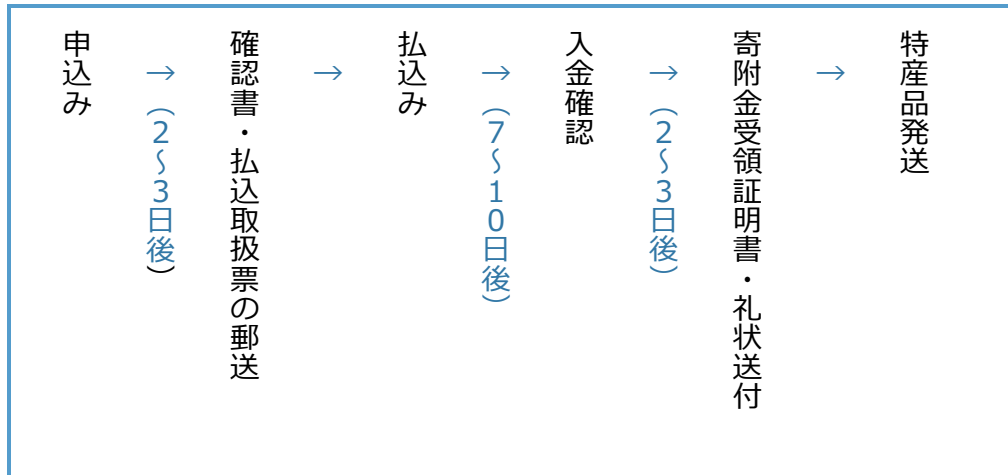 申込み
→（2～3日後）
確認書・払込取扱票の郵送
→
払込み
→（7～10日後）
入金確認
→（2～3日後）
寄附金受領証明書・礼状送付
→
特産品発送